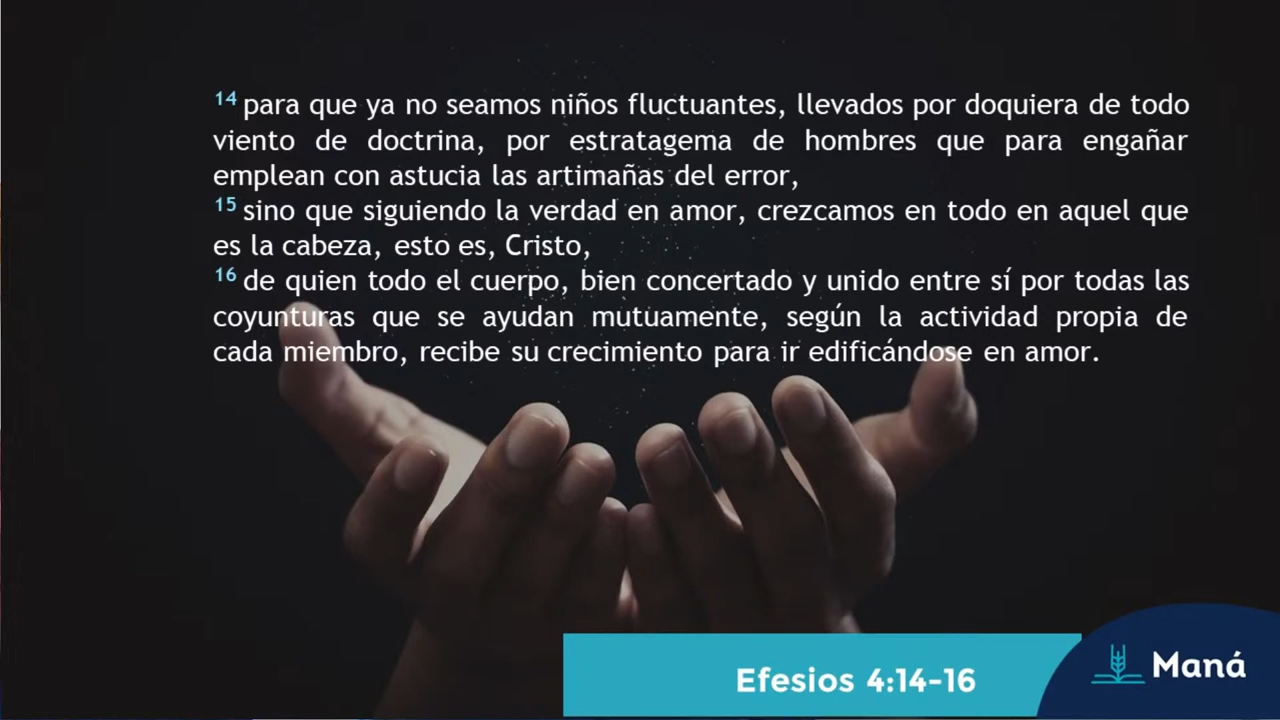 14 para que ya no seamos niños fluctuantes, llevados por doquiera de todo
viento de doctrina, por estratagema de hombres que para engañar
emplean con astucia las artimañas del error,
15 sino que siguiendo la verdad en amor, crezcamos en todo en aquel que
es la cabeza, esto es, Cristo,
16 de quien todo el cuerpo, bien concertado y unido entre sí por todas las
coyunturas que se ayudan mutuamente, según la actividad propia de
cada miembro, recibe su crecimiento para ir edificándose en amor.
Efesios 4:14-16
Maná